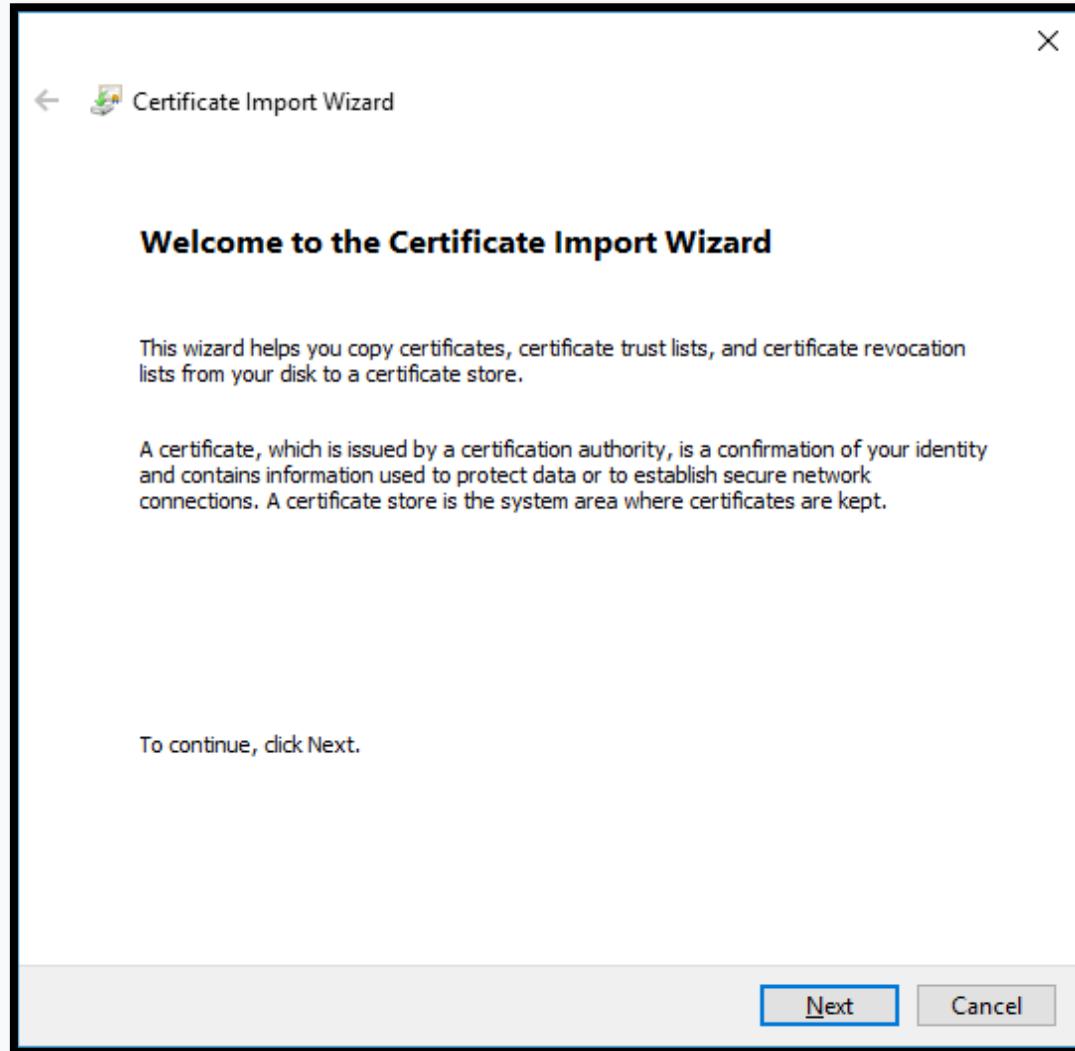 Certificate Import Wizard
Welcome to the Certificate Import Wizard
This wizard helps you copy certificates, certificate trust lists, and certificate revocation
lists from your disk to a certificate store.
A certificate, which is issued by a certification authority, is a confirmation of your identity
and contains information used to protect data or to establish secure network
connections. A certificate store is the system area where certificates are kept.
To continue, click Next.
Next
Cancel